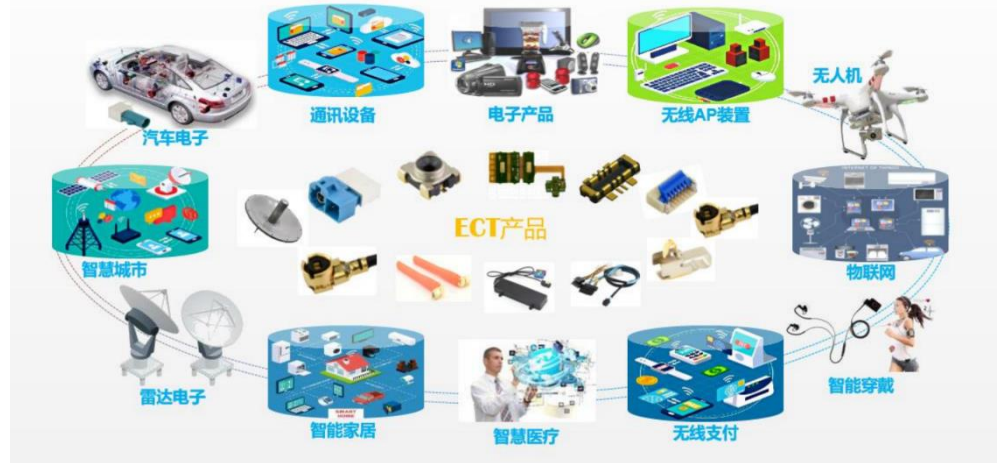 通讯设备
电子产品
无线AP装置
无人机
汽车电子
ECT产品
智慧城市
物联网
雷达电子
智能穿戴
SMART
HOME
智能家居
智慧医疗
无线支付